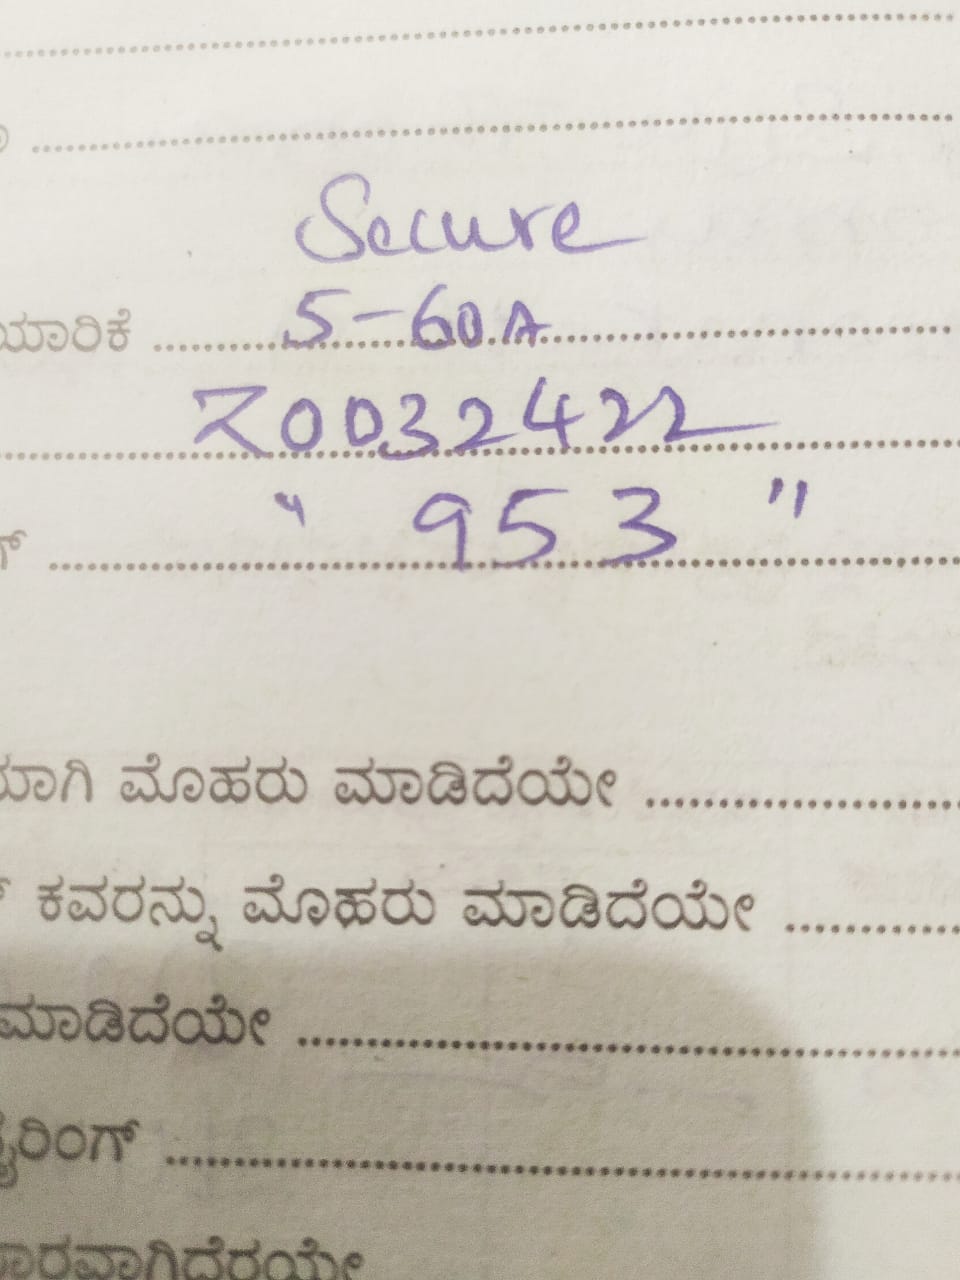 Secure
ಯಾರಿಕೆ 5-60A
Z0032422
" 953 "
ಯಾಗಿ ಮೊಹರು ಮಾಡಿದೆಯೇ
ಕವರನ್ನು ಮೊಹರು ಮಾಡಿದೆಯೇ
ಮಾಡಿದೆಯೇ
ವೈರಿಂಗ್